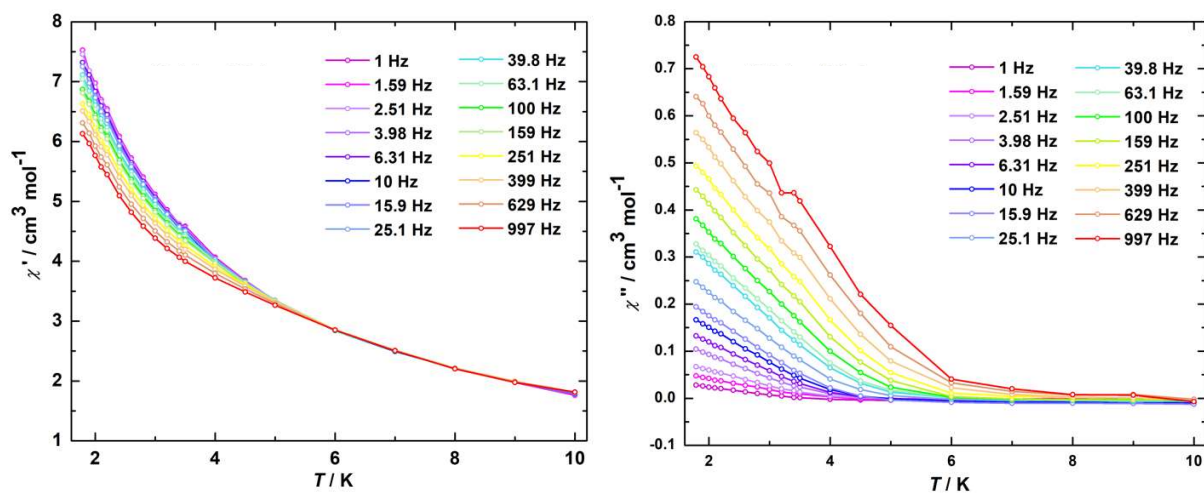 8
7
6
5
4
3
2
1
χ' / cm³ mol⁻¹
1 Hz
1.59 Hz
2.51 Hz
3.98 Hz
6.31 Hz
10 Hz
15.9 Hz
25.1 Hz
39.8 Hz
63.1 Hz
100 Hz
159 Hz
251 Hz
399 Hz
629 Hz
997 Hz
2 4 6 8 10
T / K
0.8
0.7
0.6
0.5
0.4
0.3
0.2
0.1
0.0
-0.1
χ'' / cm³ mol⁻¹
1 Hz
1.59 Hz
2.51 Hz
3.98 Hz
6.31 Hz
10 Hz
15.9 Hz
25.1 Hz
39.8 Hz
63.1 Hz
100 Hz
159 Hz
251 Hz
399 Hz
629 Hz
997 Hz
2 4 6 8 10
T / K